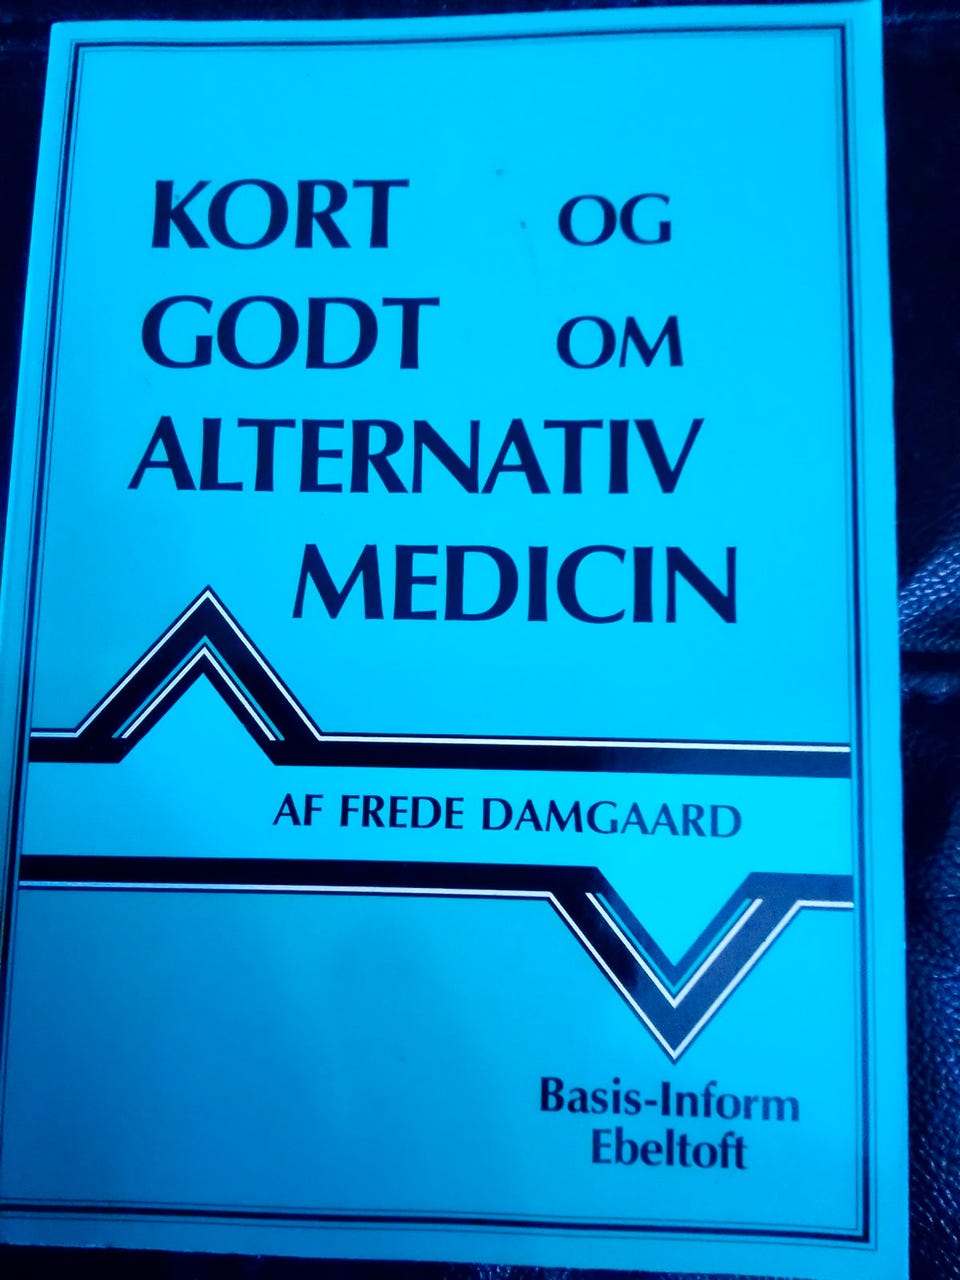 KORT OG
GODT OM
ALTERNATIV
MEDICIN
AF FREDE DAMGAARD
Basis-Inform
Ebeltoft